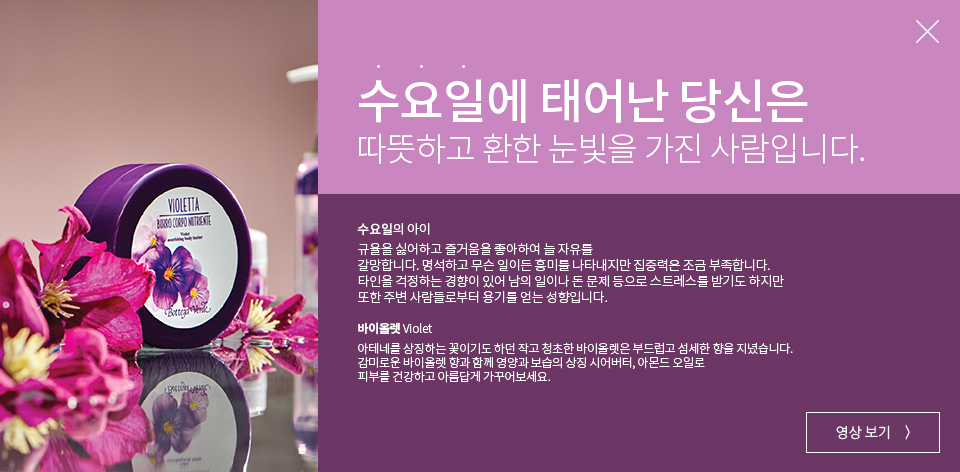 수요일에 태어난 당신은
따뜻하고 환한 눈빛을 가진 사람입니다.
수요일의 아이
규율을 싫어하고 즐거움을 좋아하여 늘 자유를
갈망합니다. 명석하고 무슨 일이든 흥미를 나타내지만 집중력은 조금 부족합니다.
타인을 걱정하는 경향이 있어 남의 일이나 돈 문제 등으로 스트레스를 받기도 하지만
또한 주변 사람들로부터 용기를 얻는 성향입니다.
바이올렛 Violet
아테네를 상징하는 꽃이기도 하던 작고 청초한 바이올렛은 부드럽고 섬세한 향을 지녔습니다.
감미로운 바이올렛 향과 함께 영양과 보습의 상징 시어버터, 아몬드 오일로
피부를 건강하고 아름답게 가꾸어보세요.
영상 보기 〉
VIOLETTA
BURRO CORPO NUTRIENTE
Violet
nourishing body butter
Bottega Verde